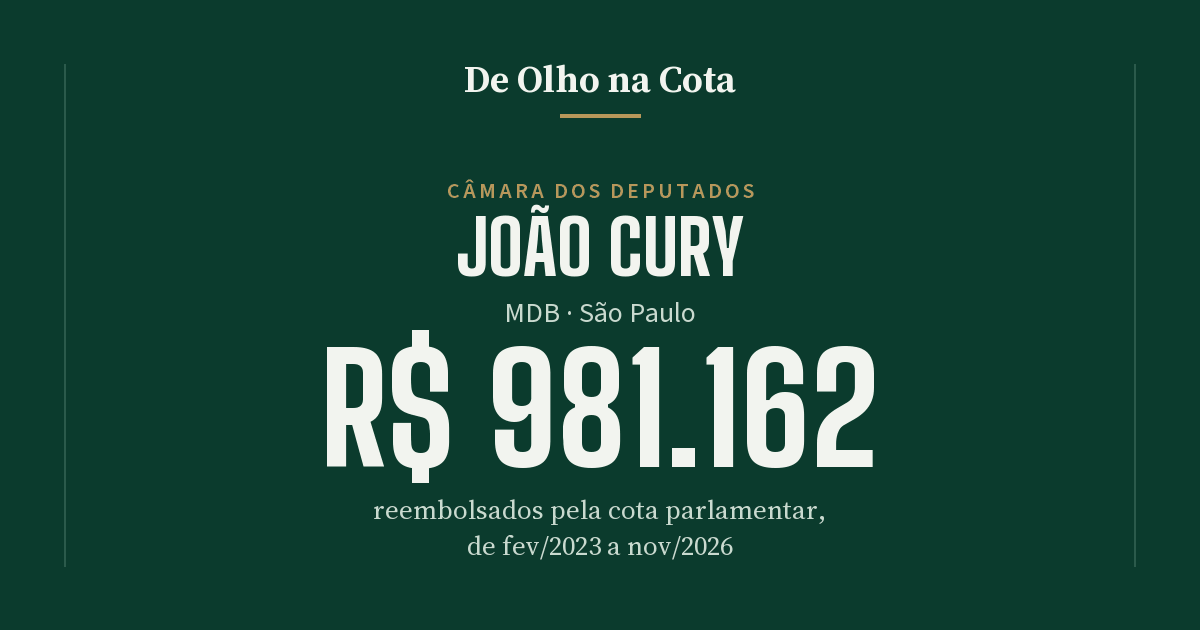 De Olho na Cota
CÂMARA DOS DEPUTADOS
JOÃO CURY
MDB · São Paulo
R$ 981.162
reembolsados pela cota parlamentar,
de fev/2023 a nov/2026